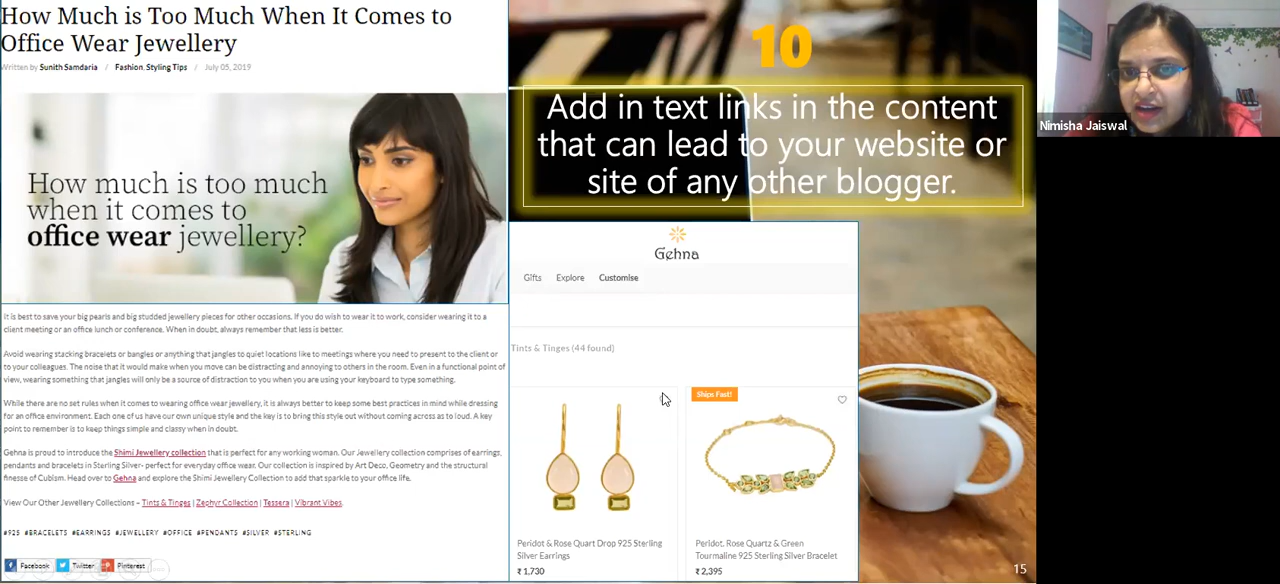 How Much is Too Much When It Comes to
Office Wear Jewellery
Written by Sunith Samdaria / Fashion, Styling Tips / July 05, 2019
How much is too much
when it comes to
office wear jewellery?
It is best to save your big pearls and big studded jewellery pieces for other occasions. If you do wish to wear it to work, consider wearing it to a
client meeting or an office lunch or conference. When in doubt, always remember that less is better.
Avoid wearing stacking bracelets or bangles or anything that jangles to quiet locations like to meetings where you need to present to the client or
to your colleagues. The noise that it would make when you move can be distracting and annoying to others in the room. Even in a functional point of
view, wearing something that jangles will only be a source of distraction to you when you are using your keyboard to type something.
While there are no set rules when it comes to wearing office wear jewellery, it is always better to keep some best practices in mind while dressing
for an office environment. Each one of us have our own unique style and the key is to bring this style out without coming across as to loud. A key
point to remember is to keep things simple and classy when in doubt.
Gehna is proud to introduce the Shimi Jewellery collection that is perfect for any working woman. Our Jewellery collection comprises of earrings,
pendants and bracelets in Sterling Silver- perfect for everyday office wear. Our collection is inspired by Art Deco, Geometry and the structural
finesse of Cubism. Head over to Gehna and explore the Shimi Jewellery Collection to add that sparkle to your office life.
View Our Other Jewellery Collections – Tints & Tinges | Zephyr Collection | Tessera | Vibrant Vibes.
#925 #BRACELETS #EARRINGS #JEWELLERY #OFFICE #PENDANTS #SILVER #STERLING
Facebook Twitter Pinterest
10
Add in text links in the content
that can lead to your website or
site of any other blogger.
Gehna
Gifts Explore Customise
Tints & Tinges (44 found)
Ships Fast!
Peridot & Rose Quart Drop 925 Sterling
Silver Earrings
₹ 1,730
Peridot, Rose Quartz & Green
Tourmaline 925 Sterling Silver Bracelet
₹ 2,395
15
Nimisha Jaiswal